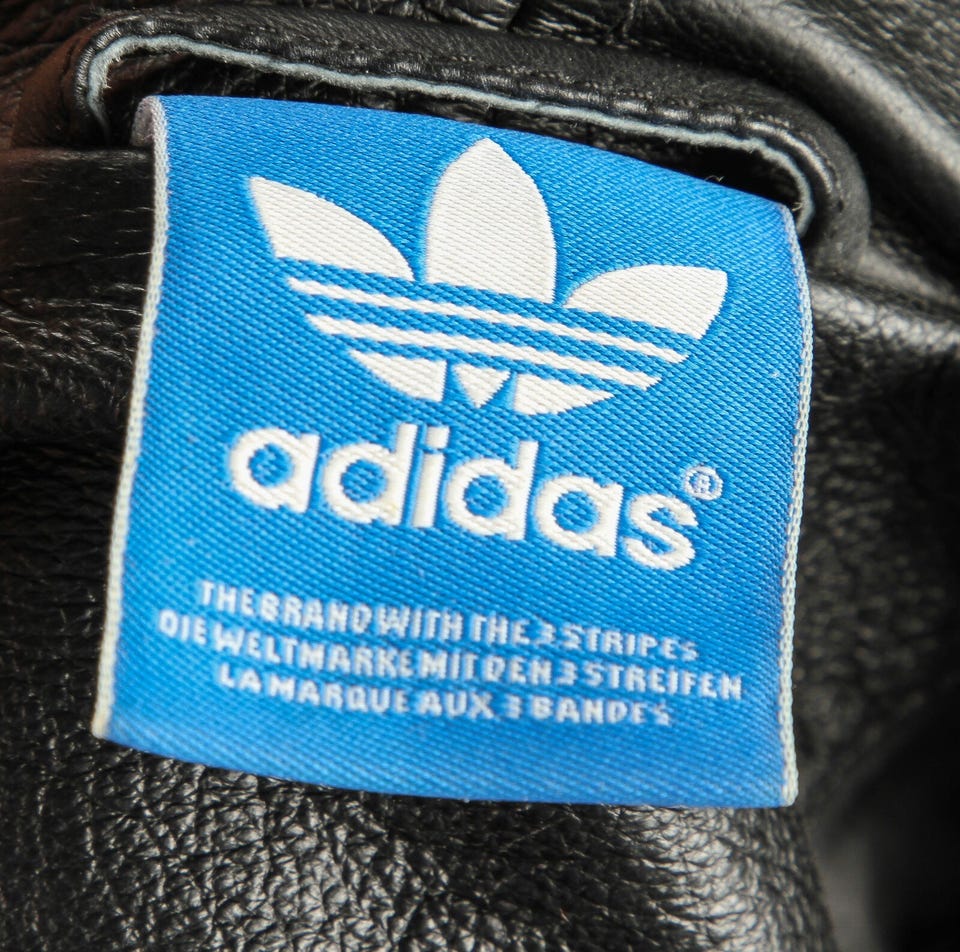 adidas®
THE BRAND WITH THE 3 STRIPES
DIE WELTMARKE MIT DEN 3 STREIFEN
LA MARQUE AUX 3 BANDES